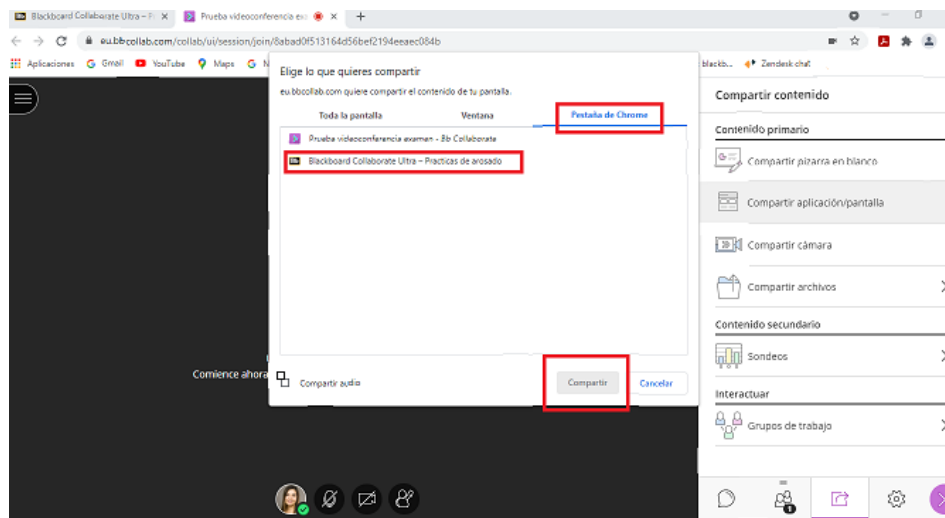 Blackboard Collaborate Ultra – P
Prueba videoconferencia exa
eu.bbcollab.com/collab/ui/session/join/8abad0f513164d56bef2194eeaec084b
Aplicaciones
Gmail
YouTube
Maps
blackb...
Zendesk chat
Elige lo que quieres compartir
eu.bbcollab.com quiere compartir el contenido de tu pantalla.
Toda la pantalla
Ventana
Pestaña de Chrome
Prueba videoconferencia examen - Bb Collaborate
Blackboard Collaborate Ultra – Practicas de arosado
Compartir audio
Compartir
Cancelar
Comience ahora
Compartir contenido
Contenido primario
Compartir pizarra en blanco
Compartir aplicación/pantalla
Compartir cámara
Compartir archivos
Contenido secundario
Sondeos
Interactuar
Grupos de trabajo
1